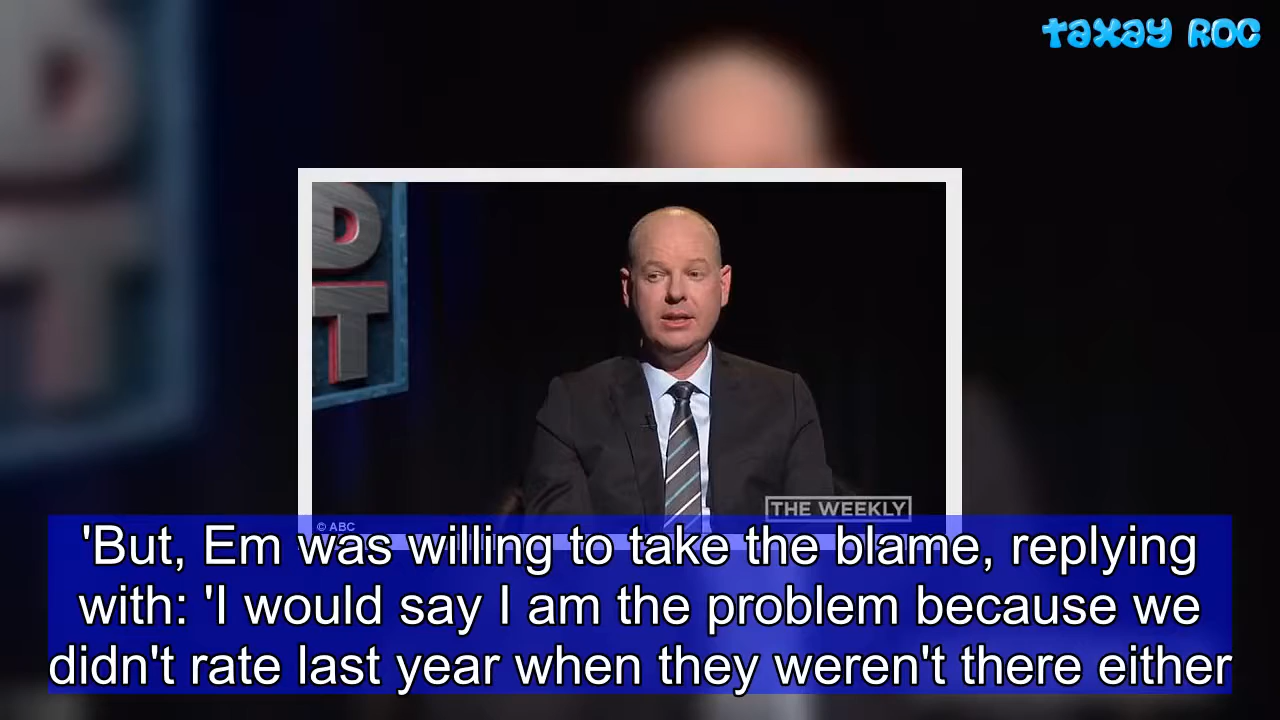 taxay ROC
D
T
THE WEEKLY
© ABC
'But, Em was willing to take the blame, replying
with: 'I would say I am the problem because we
didn't rate last year when they weren't there either